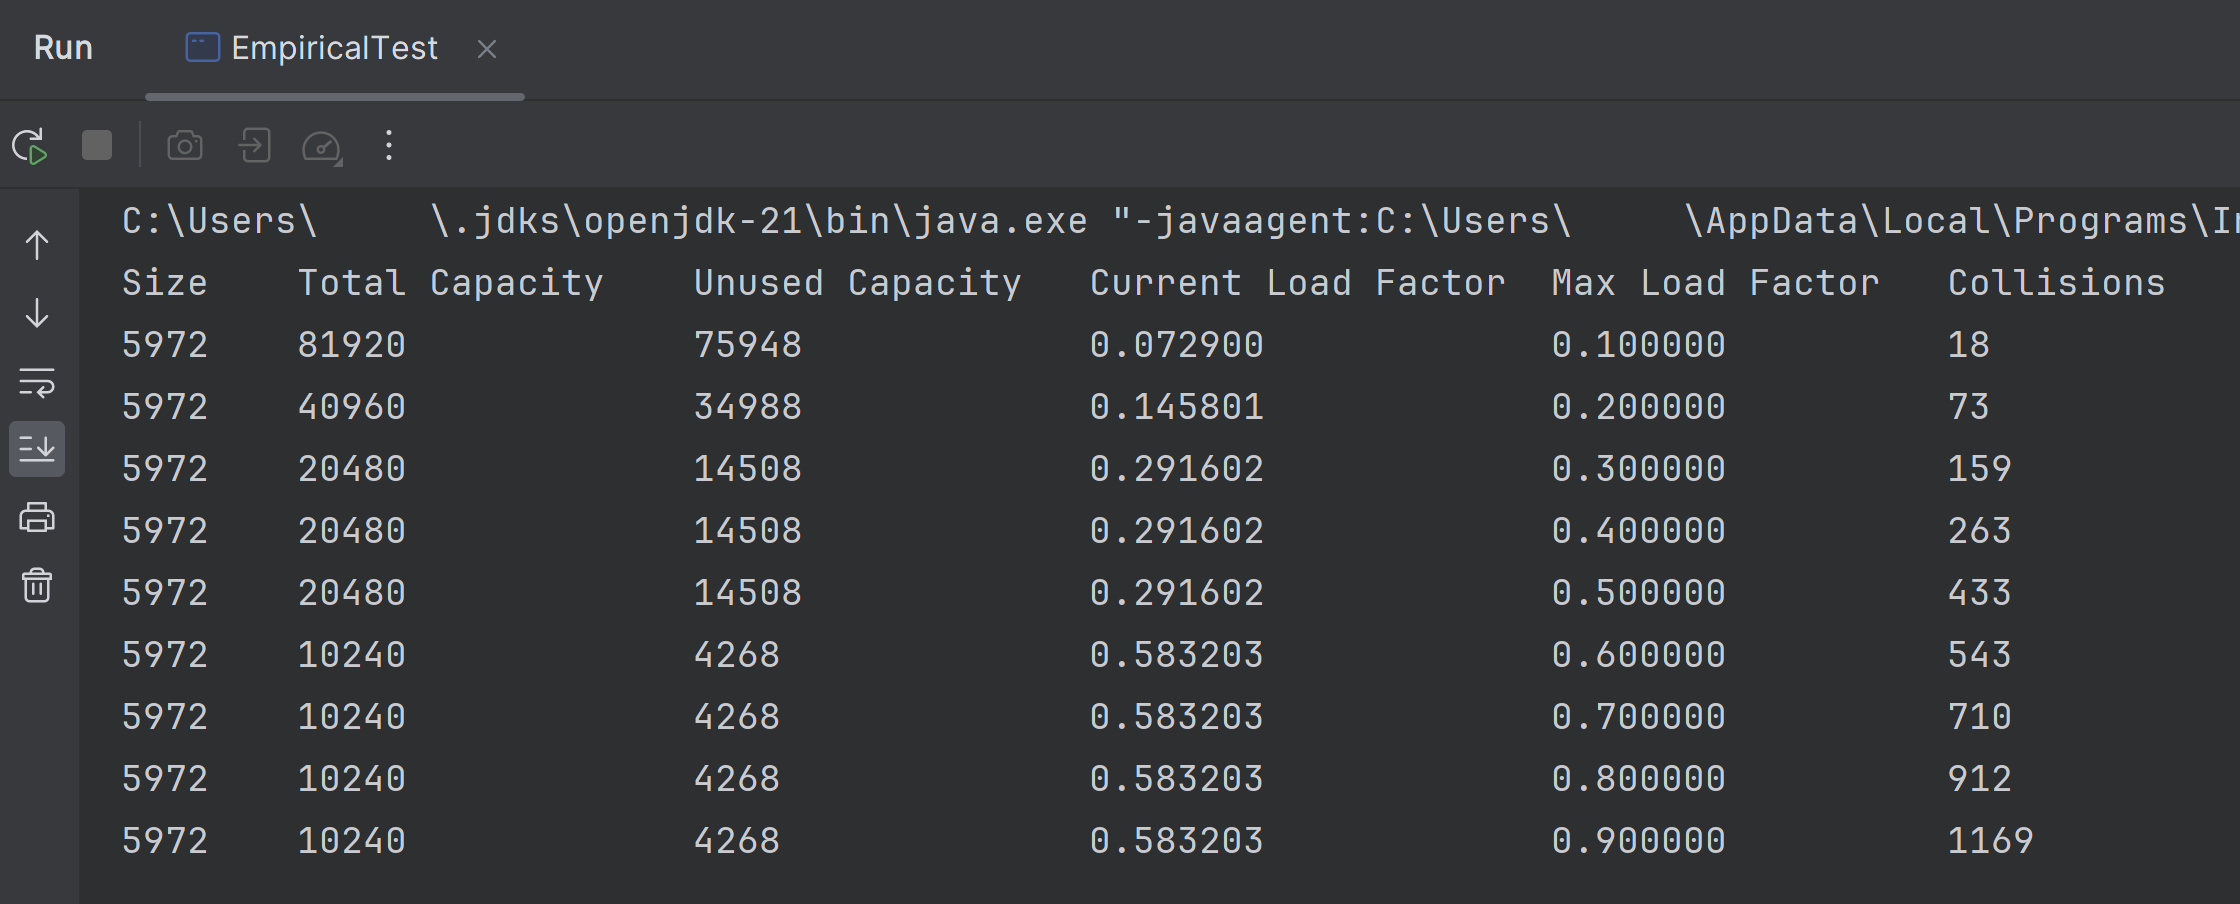 Run EmpiricalTest
C:\Users\ \.jdks\openjdk-21\bin\java.exe "-javaagent:C:\Users\ \AppData\Local\Programs\
Size Total Capacity Unused Capacity Current Load Factor Max Load Factor Collisions
5972 81920 75948 0.072900 0.100000 18
5972 40960 34988 0.145801 0.200000 73
5972 20480 14508 0.291602 0.300000 159
5972 20480 14508 0.291602 0.400000 263
5972 20480 14508 0.291602 0.500000 433
5972 10240 4268 0.583203 0.600000 543
5972 10240 4268 0.583203 0.700000 710
5972 10240 4268 0.583203 0.800000 912
5972 10240 4268 0.583203 0.900000 1169